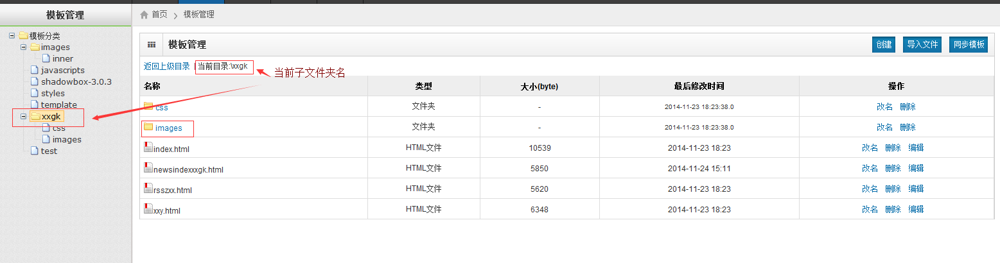 模板管理
首页 模板管理
模板分类
images
inner
javascripts
shadowbox-3.0.3
styles
template
xxgk
css
images
test
模板管理 创建 导入文件 同步模板
返回上级目录 当前目录:\xxgk 当前子文件夹名
名称 类型 大小(byte) 最后修改时间 操作
css 文件夹 - 2014-11-23 18:23:38.0 改名 删除
images 文件夹 - 2014-11-23 18:23:38.0 改名 删除
index.html HTML文件 10539 2014-11-23 18:23 改名 删除 编辑
newsindexxxgk.html HTML文件 5850 2014-11-24 15:11 改名 删除 编辑
rsszxx.html HTML文件 5620 2014-11-23 18:23 改名 删除 编辑
xxy.html HTML文件 6348 2014-11-23 18:23 改名 删除 编辑